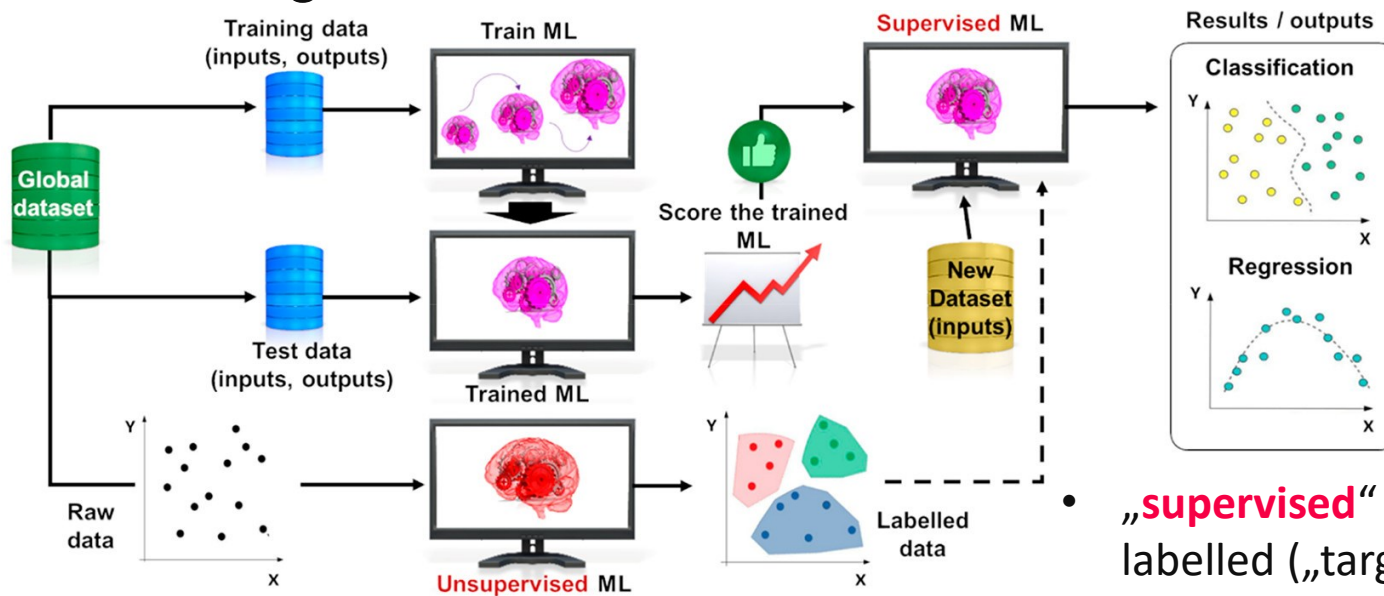 Training data
(inputs, outputs)
Train ML
Supervised ML
Results / outputs
Classification
Y
X
Global
dataset
Score the trained
ML
New
Dataset
(inputs)
Regression
Y
X
Test data
(inputs, outputs)
Trained ML
Y
X
Raw
data
Unsupervised ML
Y
X
Labelled
data
• „supervised“
labelled („targ